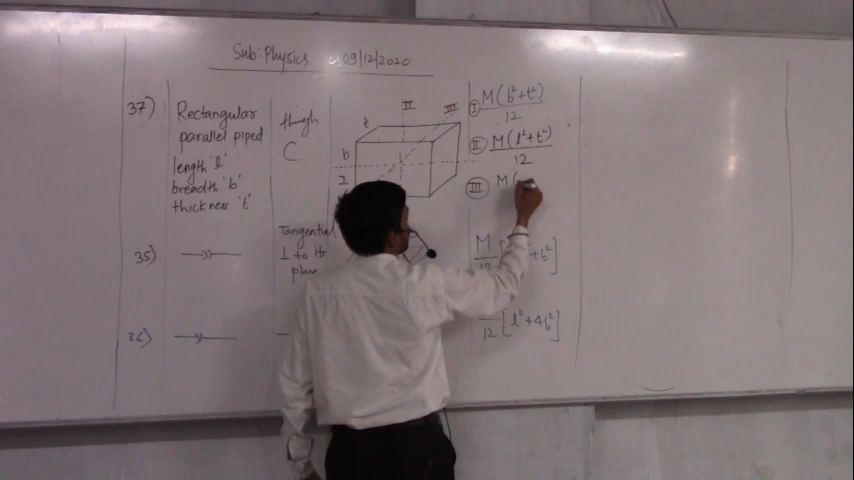 Sub: Physics 09/12/2020
37) Rectangular parallel piped
length 'l'
breadth 'b'
thickness 't'
through C
t
b
I
II
III
I M(b²+t²)/12
II M(l²+t²)/12
III M(
35)
Tangential
⊥ to its
plane
M/12 [ +b²]
36)
12 [l²+4b²]